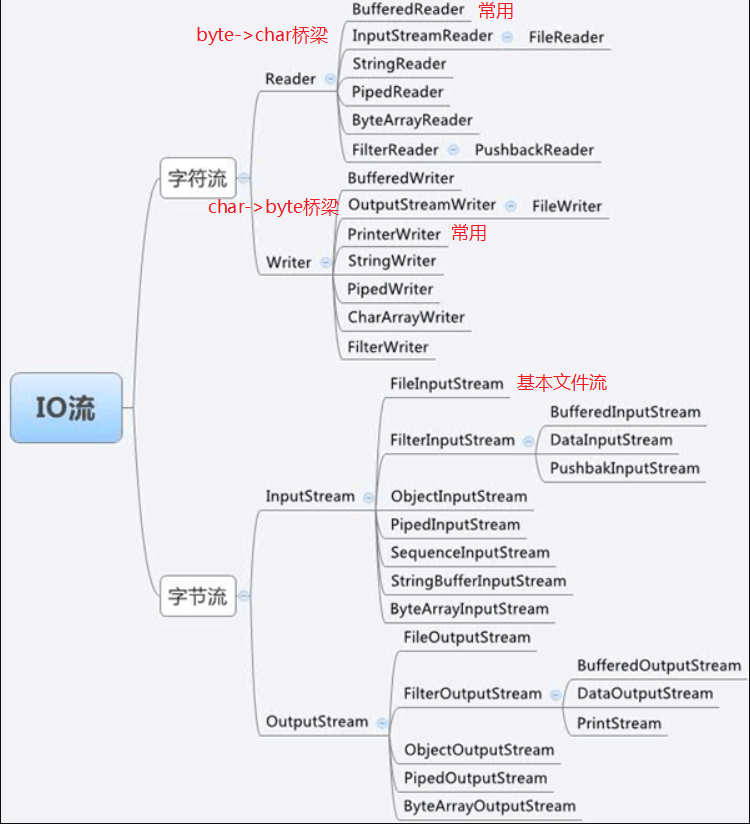 BufferedReader 常用
byte->char桥梁
InputStreamReader FileReader
StringReader
Reader
PipedReader
ByteArrayReader
FilterReader PushbackReader
字符流
BufferedWriter
char->byte桥梁
OutputStreamWriter FileWriter
PrinterWriter 常用
StringWriter
Writer
PipedWriter
CharArrayWriter
FilterWriter
IO流
FileInputStream 基本文件流
FilterInputStream
BufferedInputStream
DataInputStream
PushbakInputStream
InputStream
ObjectInputStream
PipedInputStream
SequenceInputStream
StringBufferInputStream
ByteArrayInputStream
字节流
FileOutputStream
FilterOutputStream
BufferedOutputStream
DataOutputStream
PrintStream
OutputStream
ObjectOutputStream
PipedOutputStream
ByteArrayOutputStream